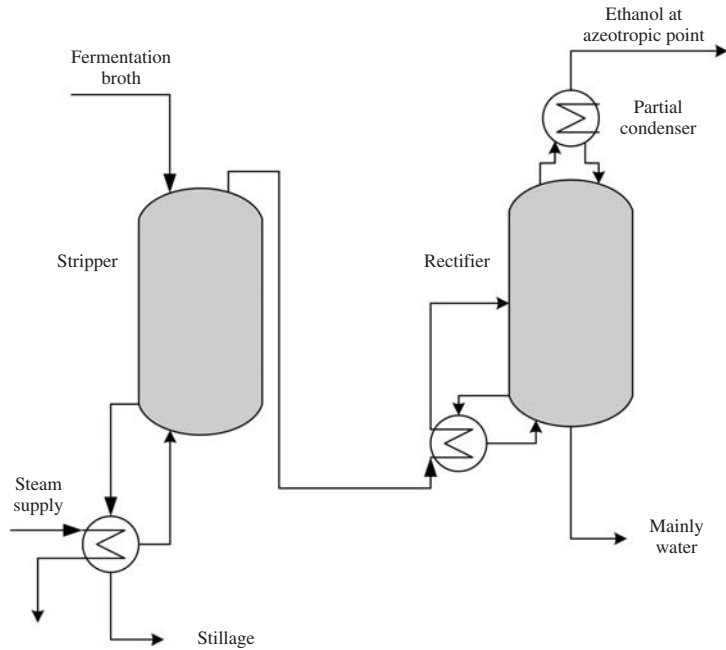 Ethanol at
azeotropic point
Fermentation
broth
Partial
condenser
Stripper
Rectifier
Steam
supply
Mainly
water
Stillage